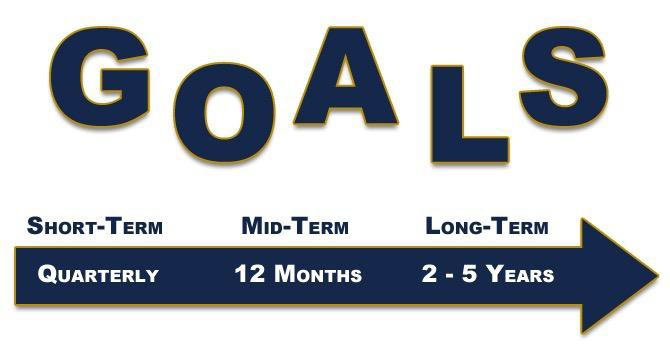 GOALS
Short-Term Mid-Term Long-Term
Quarterly 12 Months 2 - 5 Years